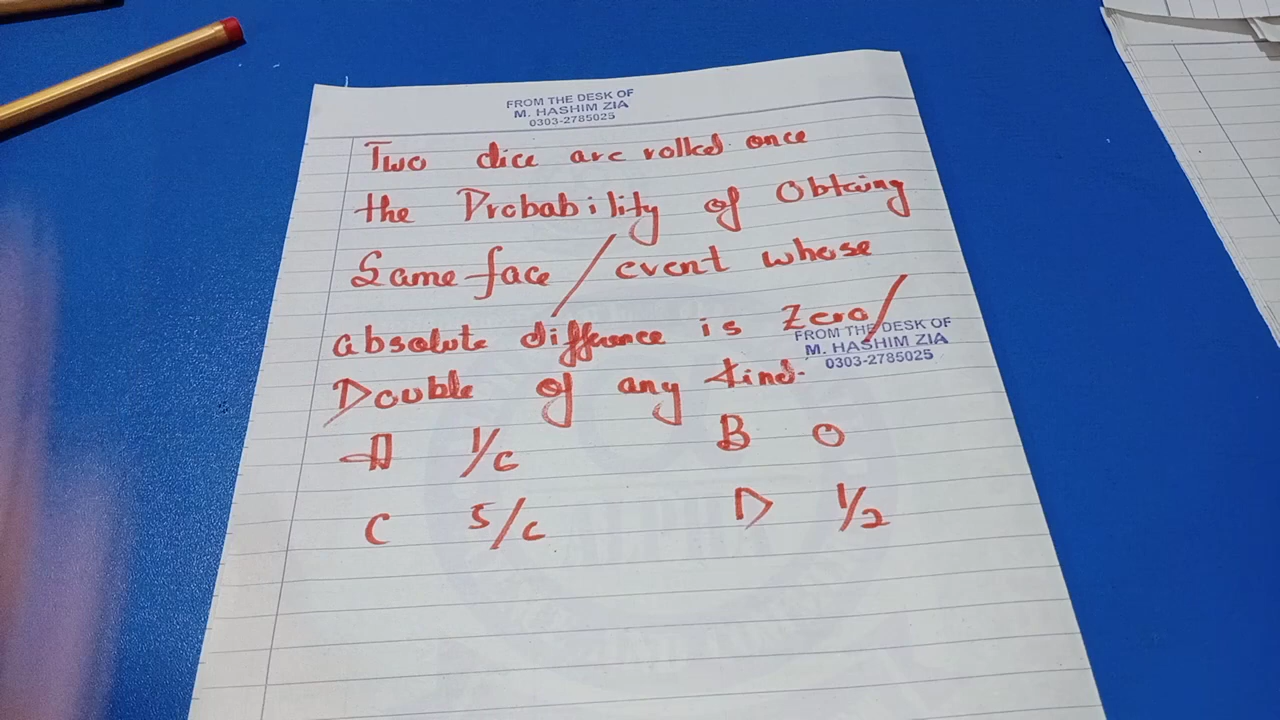 FROM THE DESK OF
M. HASHIM ZIA
0303-2785025
Two dice are rolled once
the Probability of Obtaing
Same face / event whose
absolute difference is Zero/
FROM THE DESK OF
M. HASHIM ZIA
0303-2785025
Double of any kind.
A 1/6 B 0
C 5/6 D 1/2